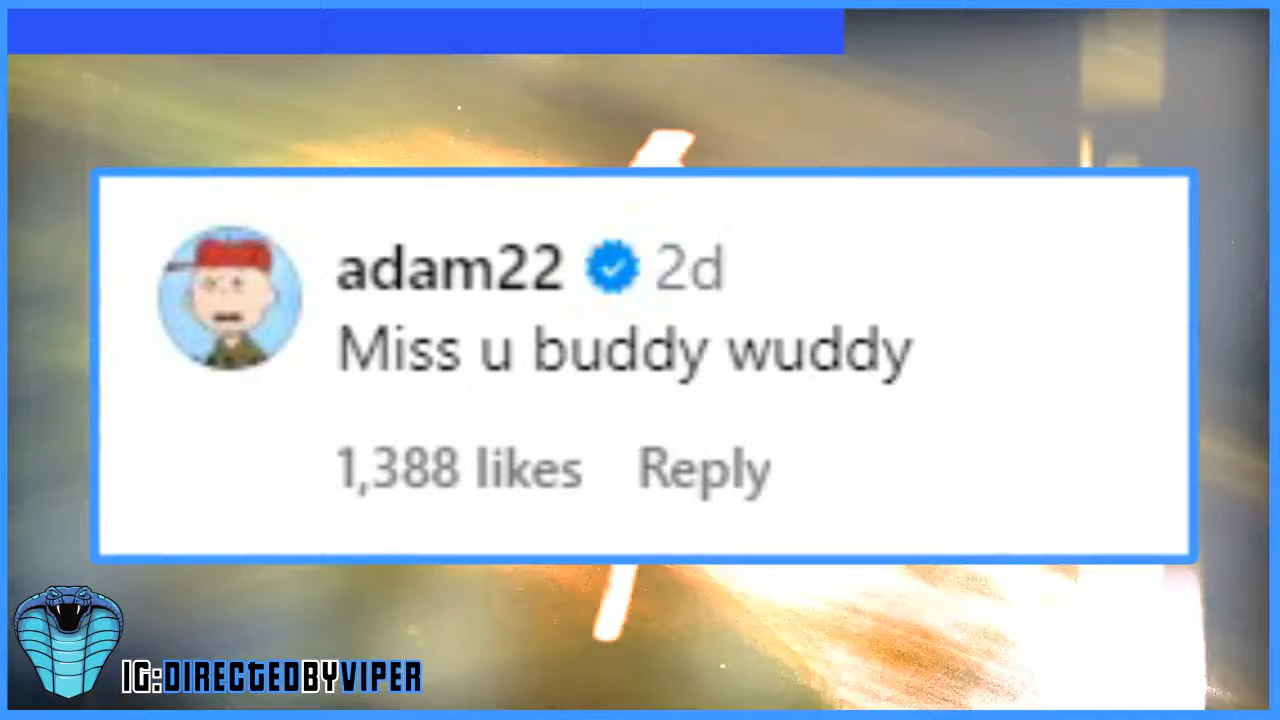 adam22 2d
Miss u buddy wuddy
1,388 likes Reply
IG:DIRECTEDBYVIPER